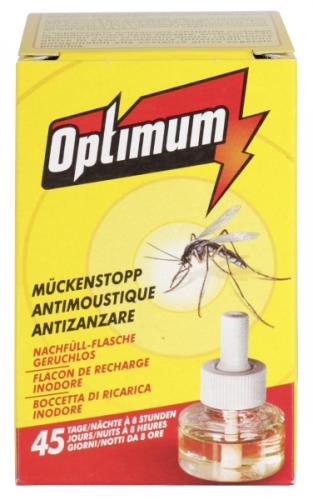 Optimum
MÜCKENSTOPP
ANTIMOUSTIQUE
ANTIZANZARE
NACHFÜLL-FLASCHE
GERUCHLOS
FLACON DE RECHARGE
INODORE
BOCCETTA DI RICARICA
INODORE
45 TAGE/NÄCHTE À 8 STUNDEN
JOURS/NUITS À 8 HEURES
GIORNI/NOTTI DA 8 ORE